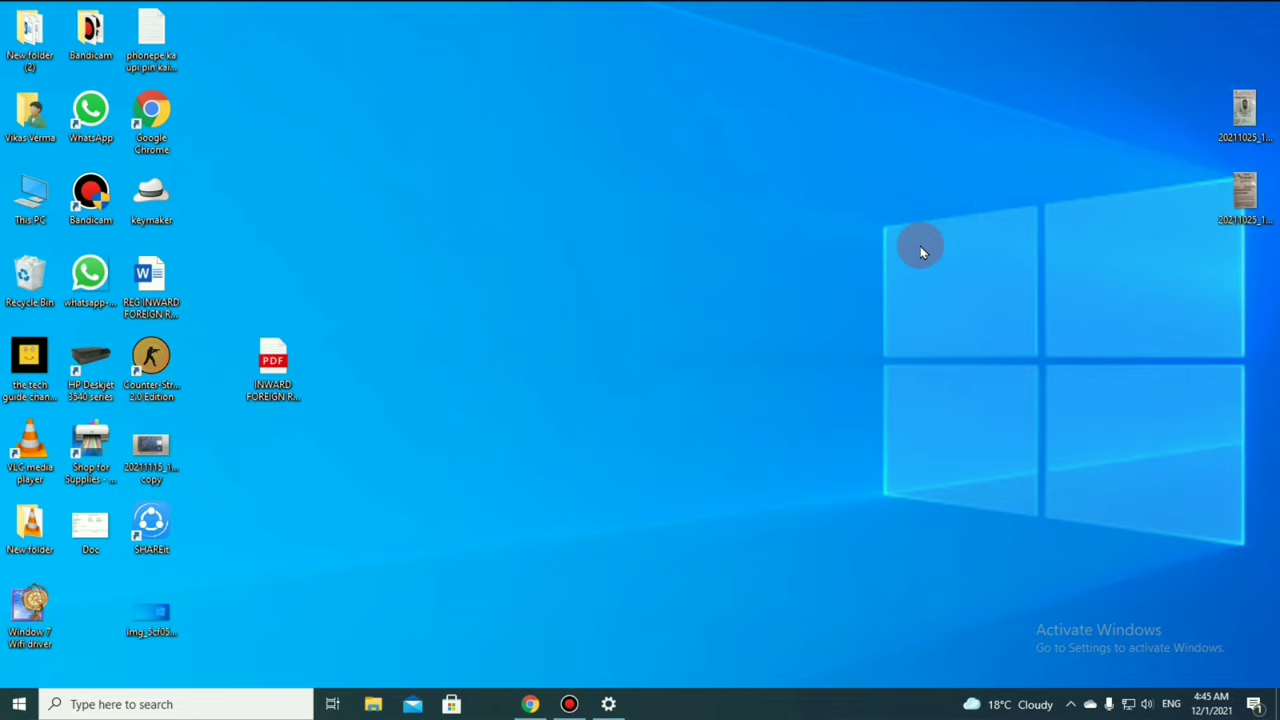 New folder
(2)
Bandicam
phonepe ka
upi pin kai...
Vikas Verma
WhatsApp
Google
Chrome
This PC
Bandicam
keymaker
Recycle Bin
whatsapp-...
REG INWARD
FOREIGN R...
the tech
guide chan...
HP Deskjet
3540 series
Counter-Str...
2.0 Edition
PDF
INWARD
FOREIGN R...
VLC media
player
Shop for
Supplies - ...
20211115_1...
copy
New folder
Doc
SHAREit
Window 7
Wifi driver
img_5cf05...
20211025_1...
20211025_1...
Activate Windows
Go to Settings to activate Windows.
Type here to search
18°C Cloudy
ENG
4:45 AM
12/1/2021
1